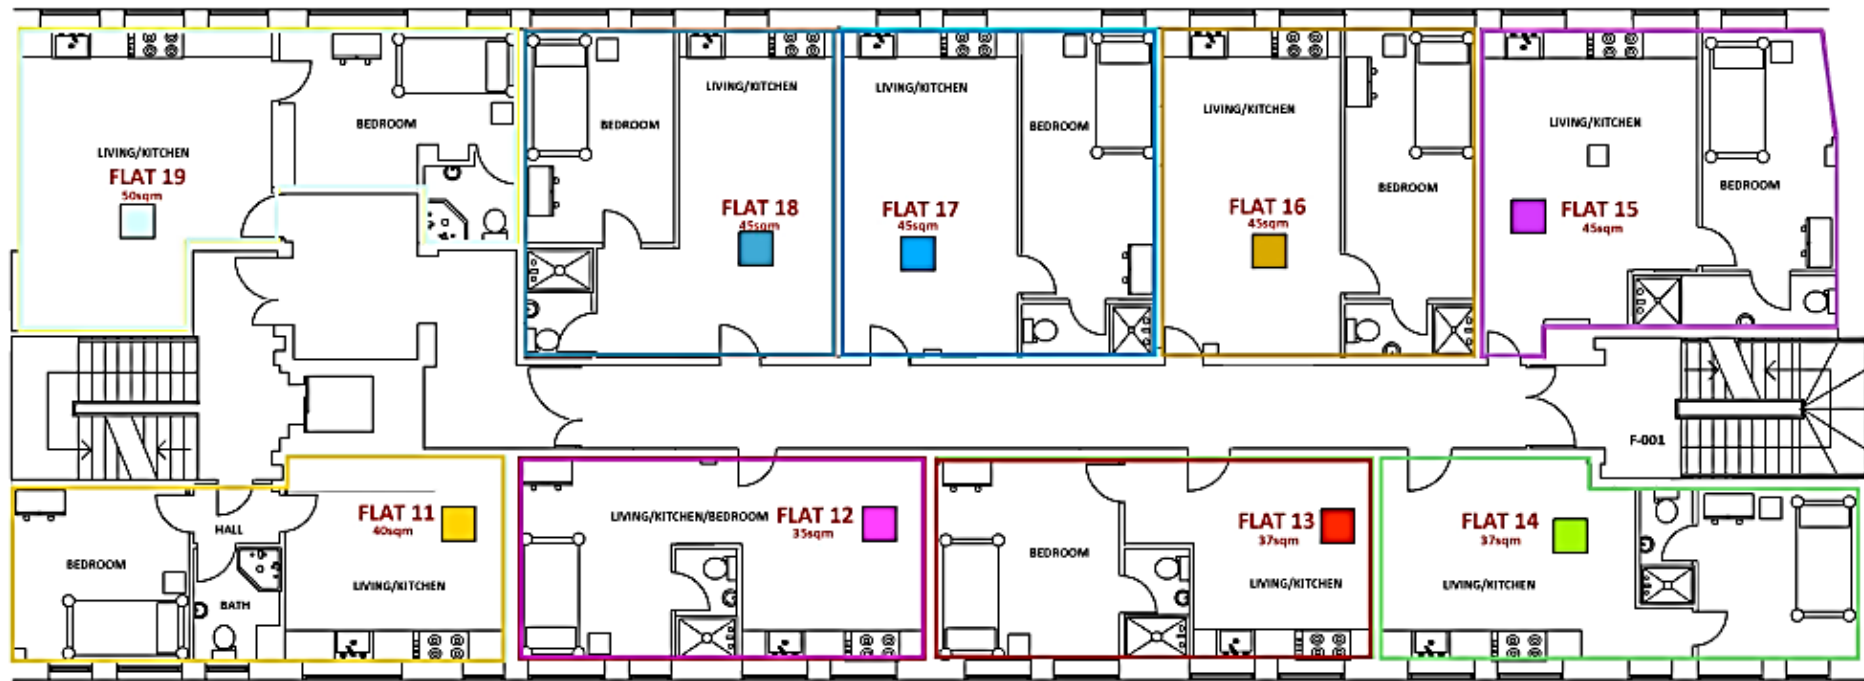 LIVING/KITCHEN
FLAT 19
50sqm
BEDROOM
BEDROOM
LIVING/KITCHEN
FLAT 18
45sqm
LIVING/KITCHEN
FLAT 17
45sqm
BEDROOM
LIVING/KITCHEN
FLAT 16
45sqm
BEDROOM
LIVING/KITCHEN
FLAT 15
45sqm
BEDROOM
F-001
BEDROOM
HALL
BATH
FLAT 11
40sqm
LIVING/KITCHEN
LIVING/KITCHEN/BEDROOM
FLAT 12
35sqm
BEDROOM
FLAT 13
37sqm
LIVING/KITCHEN
FLAT 14
37sqm
LIVING/KITCHEN